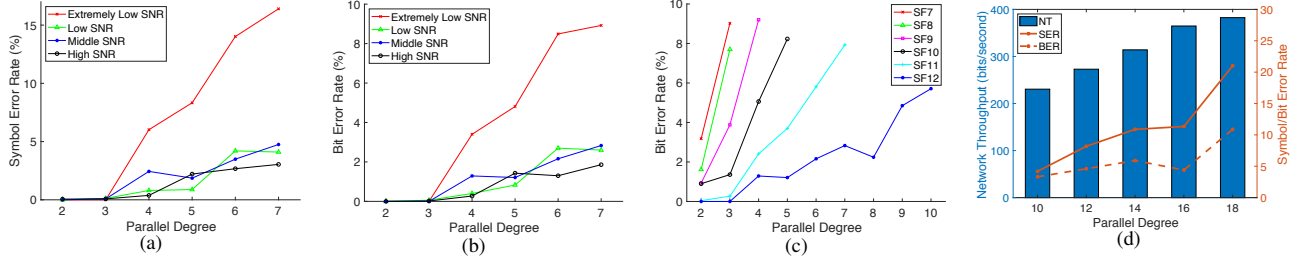 Symbol Error Rate (%)
15
10
5
0
Extremely Low SNR
Low SNR
Middle SNR
High SNR
2 3 4 5 6 7
Parallel Degree
(a)
Bit Error Rate (%)
10
8
6
4
2
0
Extremely Low SNR
Low SNR
Middle SNR
High SNR
2 3 4 5 6 7
Parallel Degree
(b)
Bit Error Rate (%)
10
8
6
4
2
0
SF7
SF8
SF9
SF10
SF11
SF12
2 3 4 5 6 7 8 9 10
Parallel Degree
(c)
Network Throughput (bits/second)
400
300
200
100
0
NT
SER
BER
10 12 14 16 18
Parallel Degree
30
25
20
15
10
5
0
Symbol/Bit Error Rate
(d)